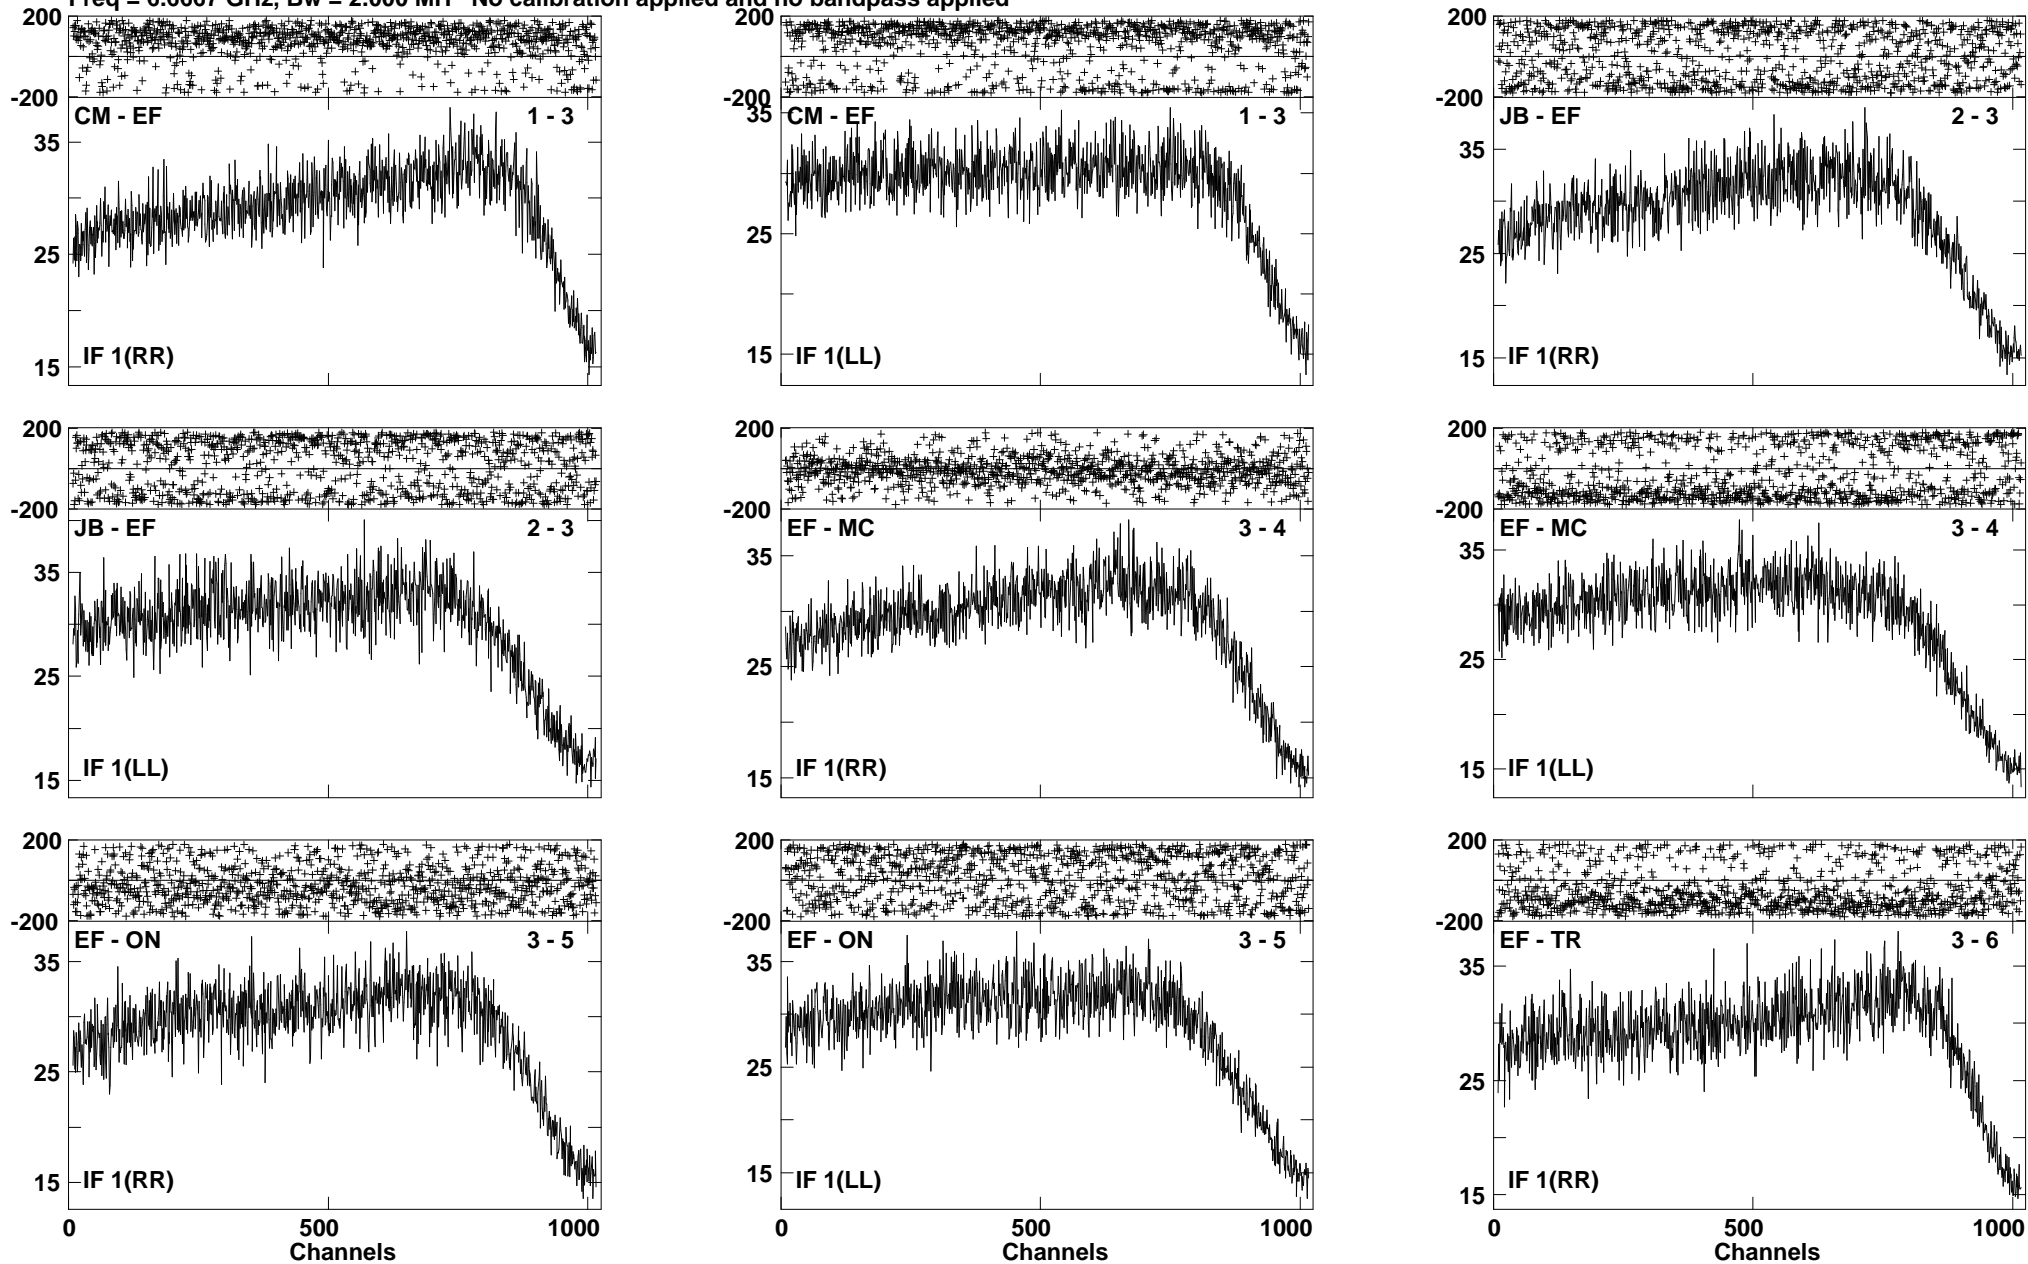 No calibration applied and no bandpass applied
200
-200
CM - EF 1 - 3
35
25
15
IF 1(RR)
200
-200
35
CM - EF 1 - 3
25
15
IF 1(LL)
200
-200
JB - EF 2 - 3
35
25
15
IF 1(RR)
200
-200
JB - EF 2 - 3
35
25
15
IF 1(LL)
200
-200
EF - MC 3 - 4
35
25
15
IF 1(RR)
200
-200
EF - MC 3 - 4
35
25
15
IF 1(LL)
200
-200
EF - ON 3 - 5
35
25
15
IF 1(RR)
0 500 1000
Channels
200
-200
EF - ON 3 - 5
35
25
15
IF 1(LL)
0 500 1000
Channels
200
-200
EF - TR 3 - 6
35
25
15
IF 1(RR)
0 500 1000
Channels